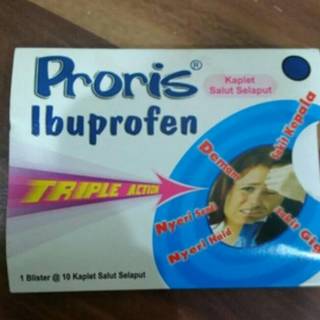 Proris®
Kaplet
Salut Selaput
Ibuprofen
TRIPLE ACTION
Demam
Sakit Kepala
Nyeri Sendi
Nyeri Haid
Sakit Gigi
1 Blister @ 10 Kaplet Salut Selaput